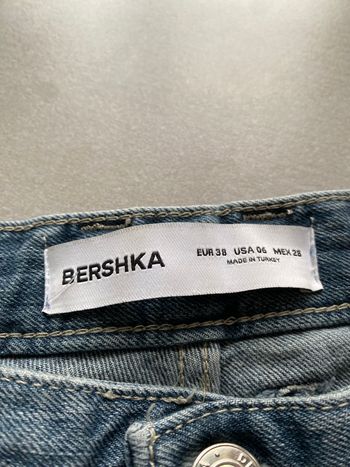 BERSHKA
EUR 38 USA 06 MEX 28
MADE IN TURKEY